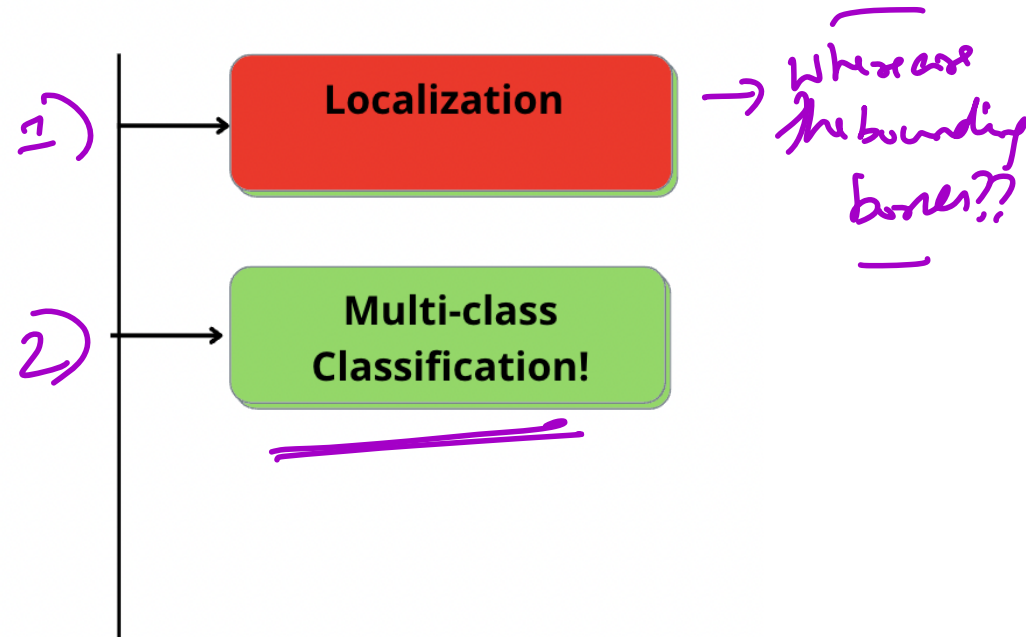 1)
Localization
→ Where are
the bounding
boxes??
2)
Multi-class
Classification!